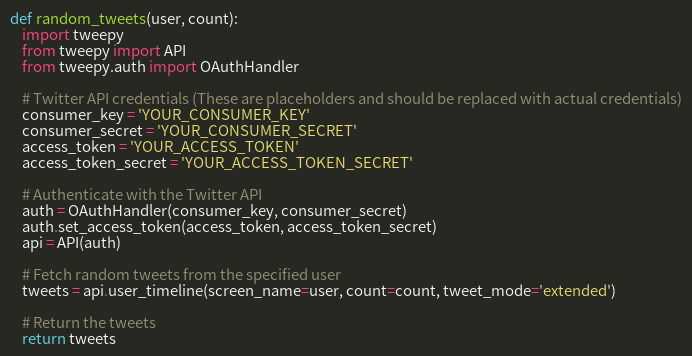 def random_tweets(user, count):
    import tweepy
    from tweepy import API
    from tweepy.auth import OAuthHandler

    # Twitter API credentials (These are placeholders and should be replaced with actual credentials)
    consumer_key = 'YOUR_CONSUMER_KEY'
    consumer_secret = 'YOUR_CONSUMER_SECRET'
    access_token = 'YOUR_ACCESS_TOKEN'
    access_token_secret = 'YOUR_ACCESS_TOKEN_SECRET'

    # Authenticate with the Twitter API
    auth = OAuthHandler(consumer_key, consumer_secret)
    auth.set_access_token(access_token, access_token_secret)
    api = API(auth)

    # Fetch random tweets from the specified user
    tweets = api.user_timeline(screen_name=user, count=count, tweet_mode='extended')

    # Return the tweets
    return tweets